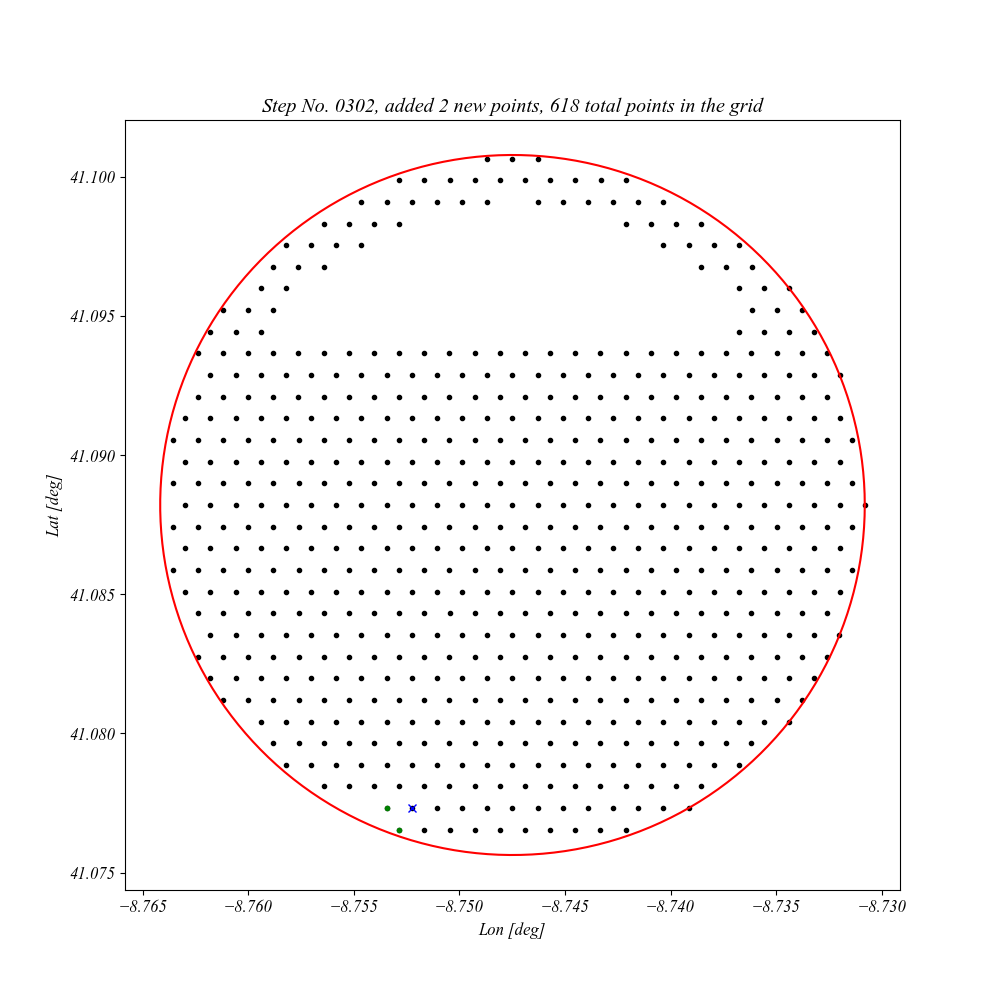 Step No. 0302, added 2 new points, 618 total points in the grid
41.100
41.095
41.090
41.085
41.080
41.075
Lat [deg]
−8.765 −8.760 −8.755 −8.750 −8.745 −8.740 −8.735 −8.730
Lon [deg]